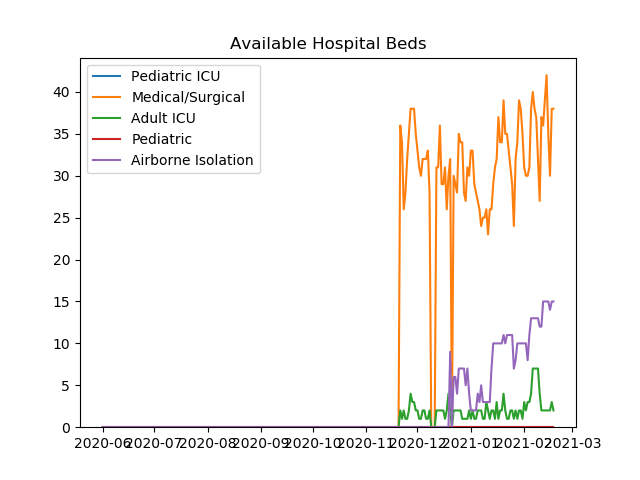 Available Hospital Beds
Pediatric ICU
Medical/Surgical
Adult ICU
Pediatric
Airborne Isolation
40
35
30
25
20
15
10
5
0
2020-06 2020-07 2020-08 2020-09 2020-10 2020-11 2020-12 2021-01 2021-02 2021-03